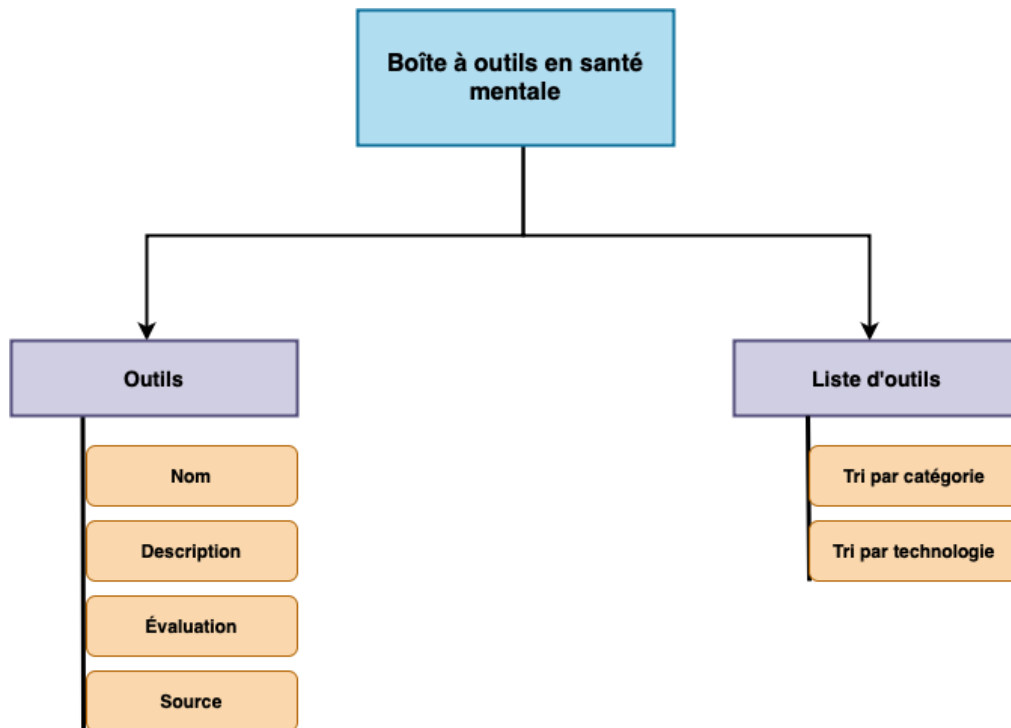 Boîte à outils en santé
mentale
Outils
Liste d'outils
Nom
Tri par catégorie
Description
Tri par technologie
Évaluation
Source